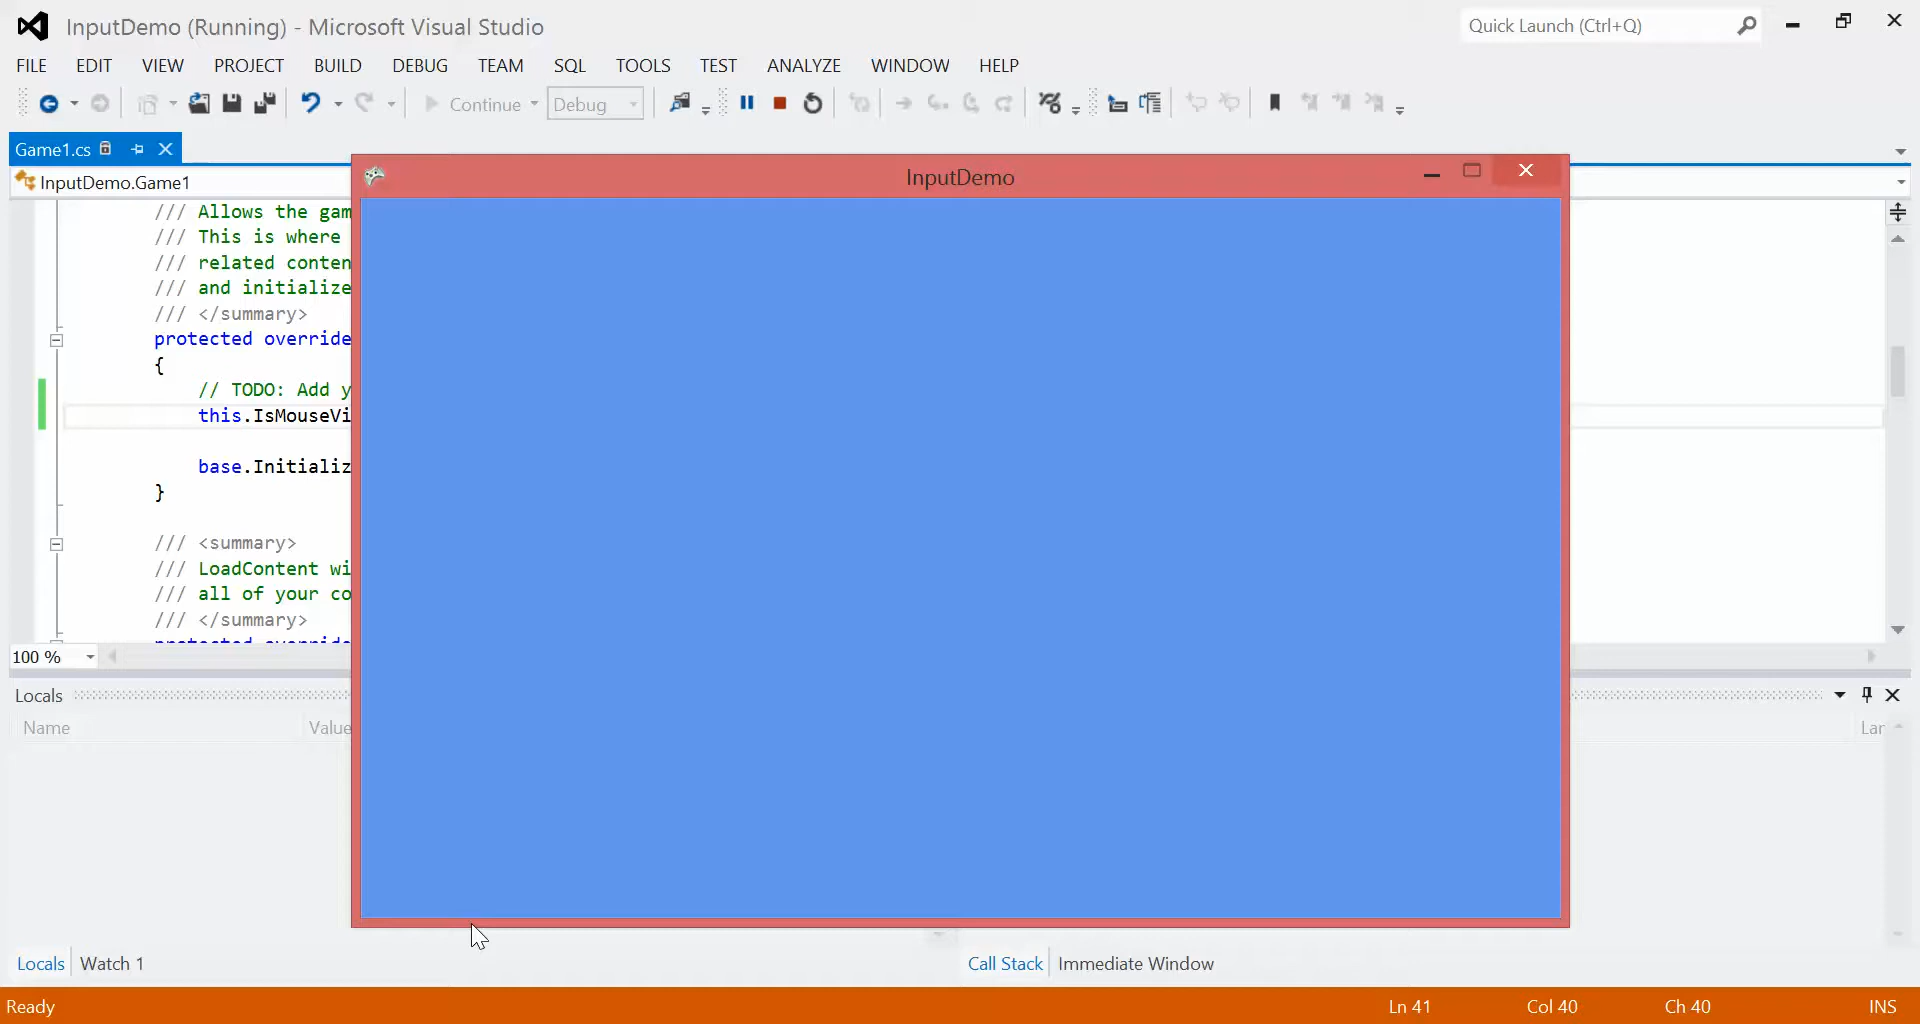 InputDemo (Running) - Microsoft Visual Studio
Quick Launch (Ctrl+Q)
FILE EDIT VIEW PROJECT BUILD DEBUG TEAM SQL TOOLS TEST ANALYZE WINDOW HELP
Continue Debug
Game1.cs
InputDemo
InputDemo.Game1
/// Allows the gam
/// This is where
/// related conten
/// and initialize
/// </summary>
protected override
{
// TODO: Add y
this.IsMouseVi
base.Initializ
}
/// <summary>
/// LoadContent wi
/// all of your co
/// </summary>
protected override
100 %
Locals
Name Value Lar
Locals Watch 1 Call Stack Immediate Window
Ready Ln 41 Col 40 Ch 40 INS